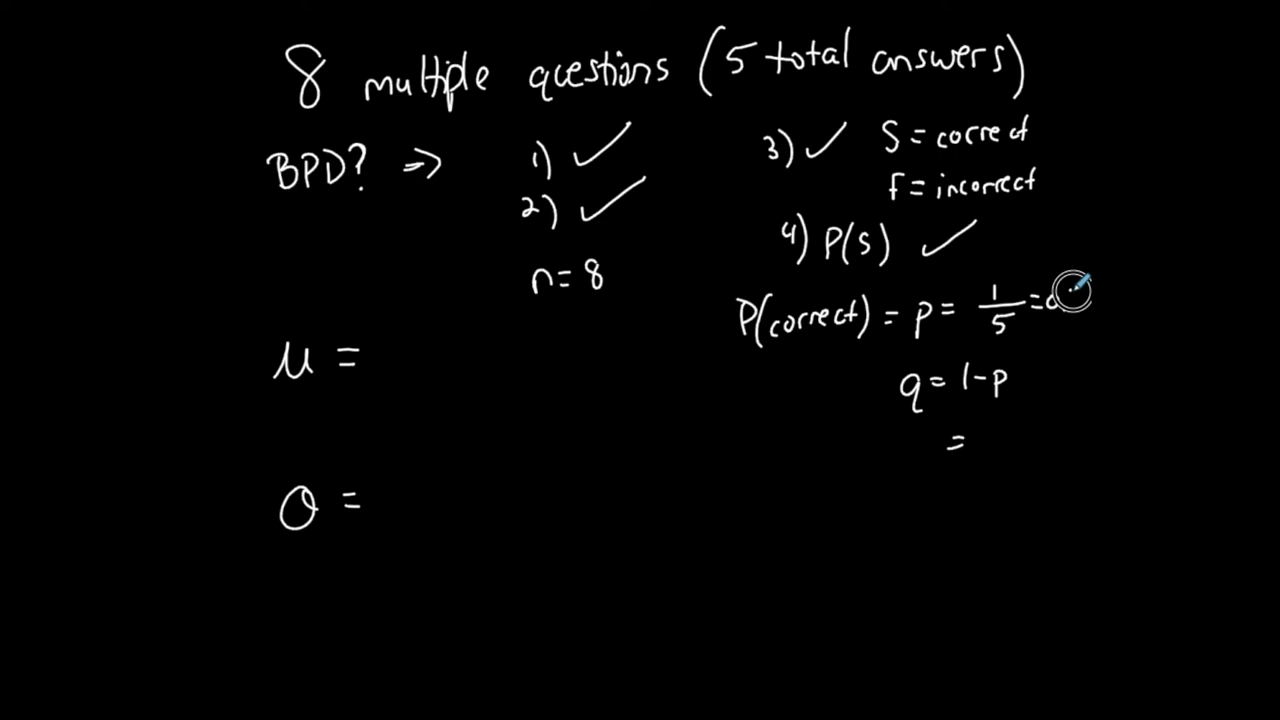 8 multiple questions (5 total answers)
BPD? ⇒
1) ✓
2) ✓
n = 8
3) ✓ S = correct
F = incorrect
4) P(S) ✓
P(correct) = p = 1/5 =
q = 1-p
=
μ =
σ =